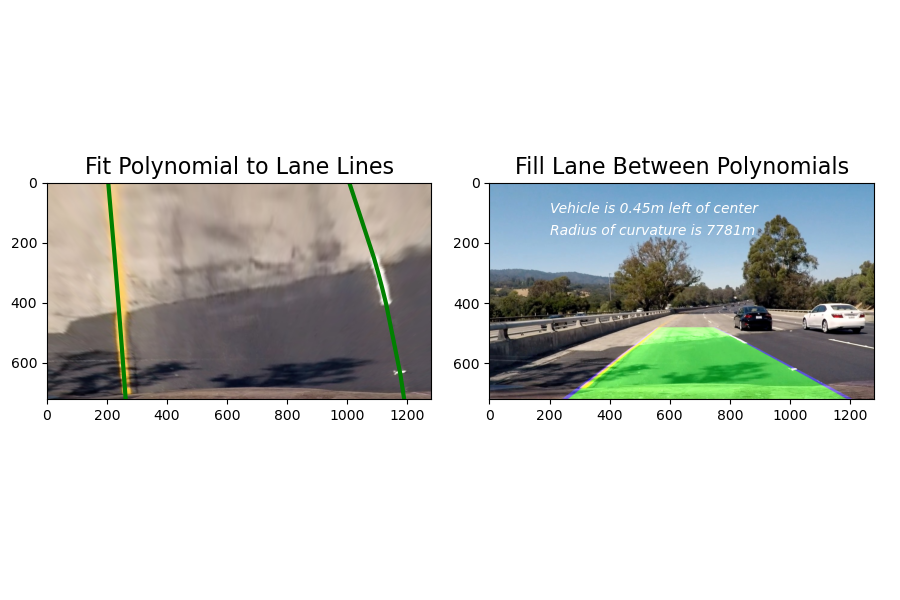 Fit Polynomial to Lane Lines
0
200
400
600
0 200 400 600 800 1000 1200
Fill Lane Between Polynomials
Vehicle is 0.45m left of center
Radius of curvature is 7781m
0
200
400
600
0 200 400 600 800 1000 1200